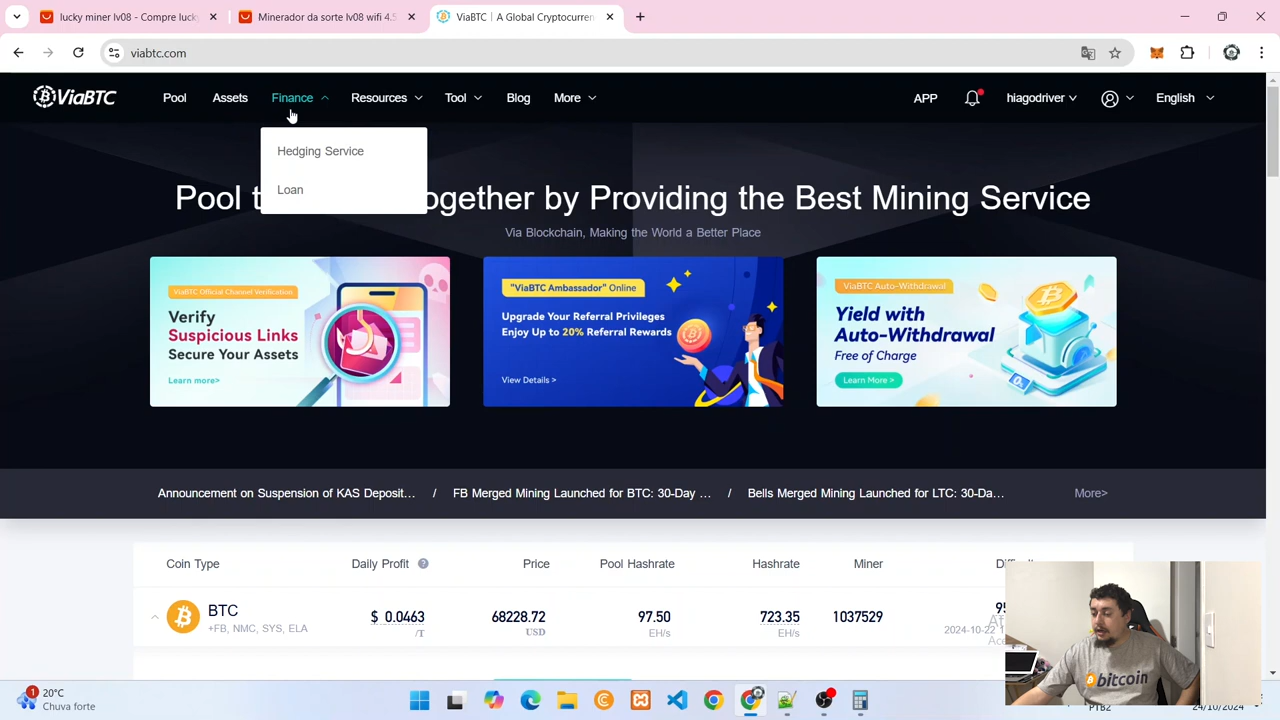 lucky miner lv08 - Compre lucky
Minerador da sorte lv08 wifi 4.5
ViaBTC | A Global Cryptocurren
viabtc.com
ViaBTC
Pool Assets Finance Resources Tool Blog More APP hiagodriver English
Hedging Service
Loan
Pool t ogether by Providing the Best Mining Service
Via Blockchain, Making the World a Better Place
ViaBTC Official Channel Verification
Verify
Suspicious Links
Secure Your Assets
Learn more>
"ViaBTC Ambassador" Online
Upgrade Your Referral Privileges
Enjoy Up to 20% Referral Rewards
View Details >
ViaBTC Auto-Withdrawal
Yield with
Auto-Withdrawal
Free of Charge
Learn More >
Announcement on Suspension of KAS Deposit... / FB Merged Mining Launched for BTC: 30-Day ... / Bells Merged Mining Launched for LTC: 30-Da... More>
Coin Type Daily Profit ? Price Pool Hashrate Hashrate Miner
BTC $ 0.0463 68228.72 97.50 723.35 1037529 95
+FB, NMC, SYS, ELA /T USD EH/s EH/s 2024-10-22 1
bitcoin
1
20°C
Chuva forte
PTB2 24/10/2024